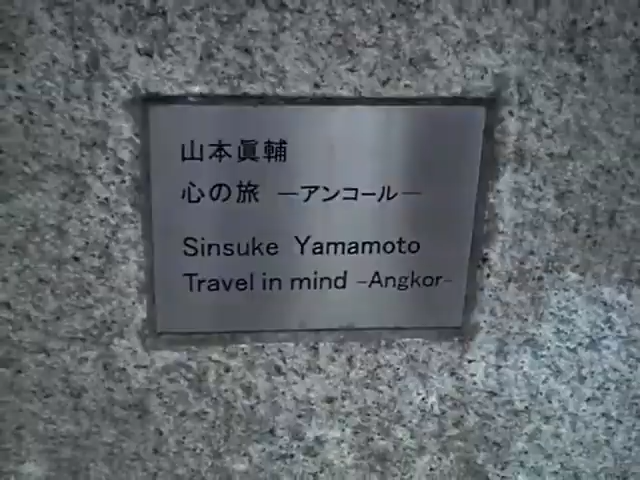 山本眞輔
心の旅 ―アンコール―
Sinsuke Yamamoto
Travel in mind -Angkor-